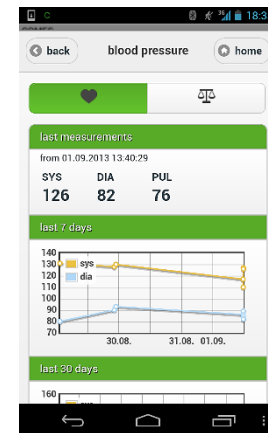 C 3G 18:3
back blood pressure home
last measurements
from 01.09.2013 13:40:29
SYS DIA PUL
126 82 76
last 7 days
140
130 sys
120 dia
110
100
90
80
70
30.08. 31.08. 01.09.
last 30 days
160